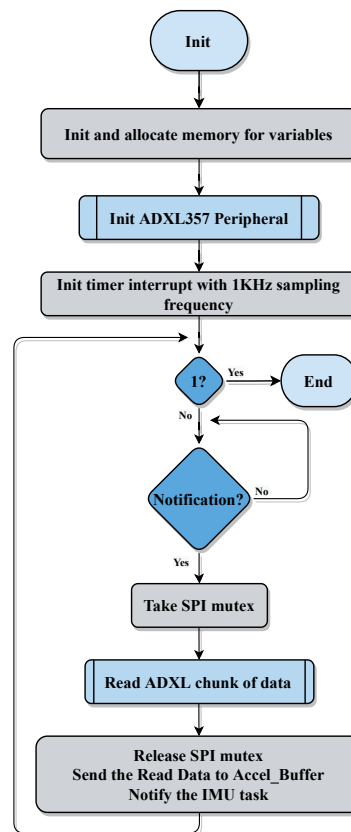 Init
Init and allocate memory for variables
Init ADXL357 Peripheral
Init timer interrupt with 1KHz sampling
frequency
1?
Yes
End
No
Notification?
No
Yes
Take SPI mutex
Read ADXL chunk of data
Release SPI mutex
Send the Read Data to Accel_Buffer
Notify the IMU task